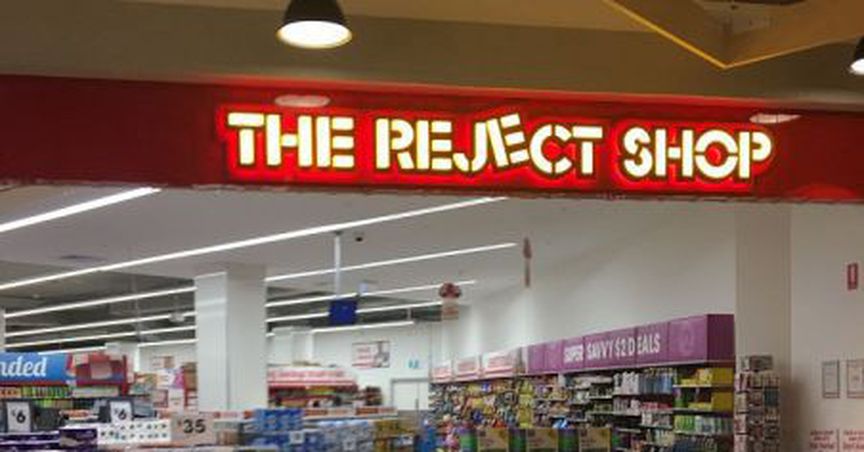 THE REJECT SHOP
SUPER SAVVY $2 DEALS
nded
$6
$6
$35